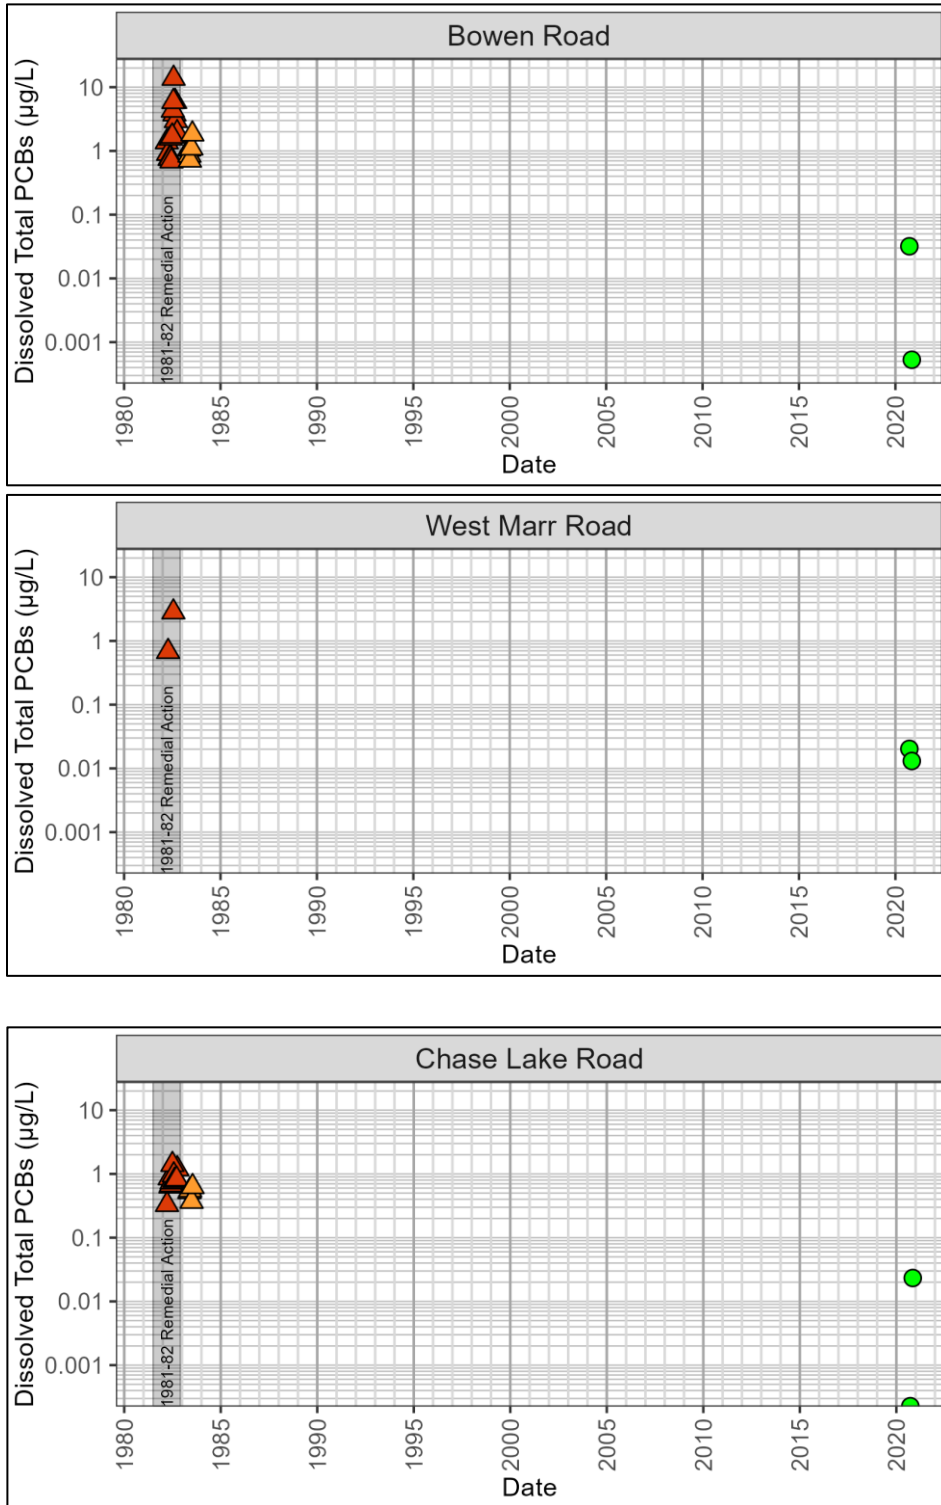 Bowen Road
Dissolved Total PCBs (µg/L)
10
1
0.1
0.01
0.001
1981-82 Remedial Action
1980 1985 1990 1995 2000 2005 2010 2015 2020
Date
West Marr Road
Dissolved Total PCBs (µg/L)
10
1
0.1
0.01
0.001
1981-82 Remedial Action
1980 1985 1990 1995 2000 2005 2010 2015 2020
Date
Chase Lake Road
Dissolved Total PCBs (µg/L)
10
1
0.1
0.01
0.001
1981-82 Remedial Action
1980 1985 1990 1995 2000 2005 2010 2015 2020
Date